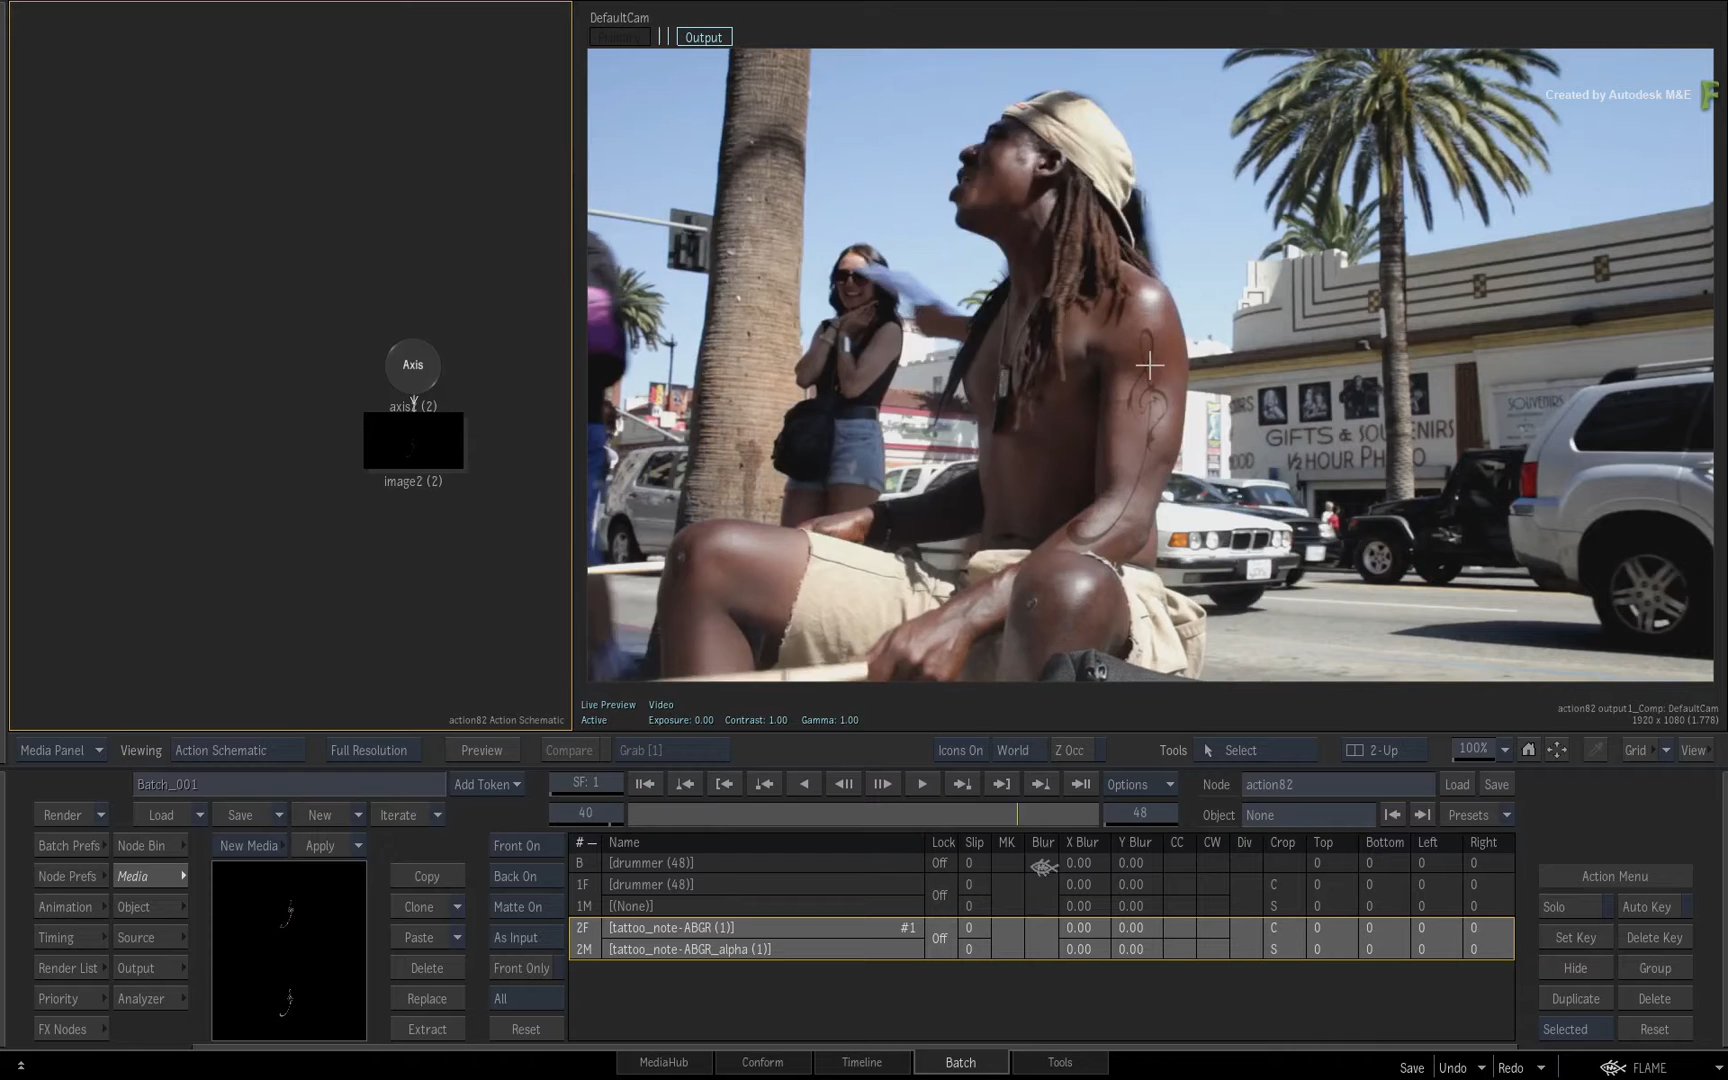 DefaultCam
Primary
Output
Created by Autodesk M&E
GIFTS & SOUVENIRS
½ HOUR PHOTO
SOUVENIRS
Axis
axis2 (2)
image2 (2)
action82 Action Schematic
Live Preview Video
Active Exposure: 0.00 Contrast: 1.00 Gamma: 1.00
action82 output1_Comp: DefaultCam
1920 x 1080 (1.778)
Media Panel Viewing Action Schematic Full Resolution Preview Compare Grab [1] Icons On World Z Occ Tools Select 2-Up 100% Grid View
Batch_001 Add Token SF: 1 Options Node action82 Load Save
Render Load Save New Iterate 40 48 Object None Presets
Batch Prefs Node Bin New Media Apply Front On # Name Lock Slip MK Blur X Blur Y Blur CC CW Div Crop Top Bottom Left Right
B [drummer (48)] Off 0 0.00 0.00 0 0 0 0
Node Prefs Media Copy Back On 1F [drummer (48)] Off 0 0.00 0.00 C 0 0 0 0 Action Menu
Animation Object Clone Matte On 1M [(None)] 0 0.00 0.00 S 0 0 0 0 Solo Auto Key
Timing Source Paste As Input 2F [tattoo_note-ABGR (1)] #1 Off 0 0.00 0.00 C 0 0 0 0 Set Key Delete Key
2M [tattoo_note-ABGR_alpha (1)] 0 0.00 0.00 S 0 0 0 0
Render List Output Delete Front Only Hide Group
Priority Analyzer Replace All Duplicate Delete
FX Nodes Extract Reset Selected Reset
MediaHub Conform Timeline Batch Tools Save Undo Redo FLAME